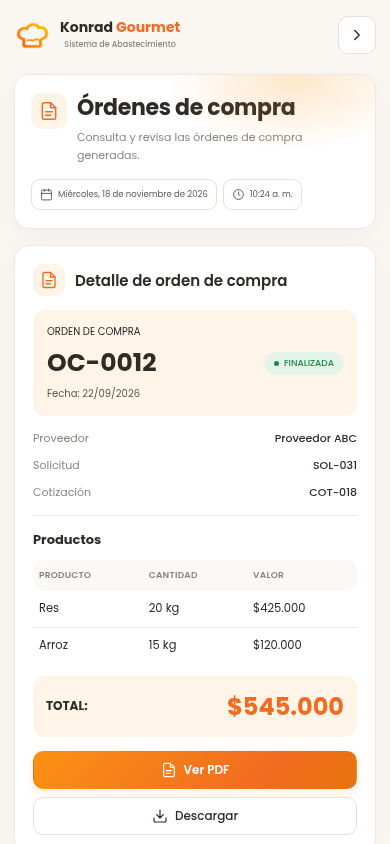 Konrad Gourmet
Sistema de Abastecimiento
Órdenes de compra
Consulta y revisa las órdenes de compra
generadas.
Miércoles, 18 de noviembre de 2026
10:24 a. m.
Detalle de orden de compra
ORDEN DE COMPRA
OC-0012
FINALIZADA
Fecha: 22/09/2026
Proveedor Proveedor ABC
Solicitud SOL-031
Cotización COT-018
Productos
PRODUCTO CANTIDAD VALOR
Res 20 kg $425.000
Arroz 15 kg $120.000
TOTAL: $545.000
Ver PDF
Descargar